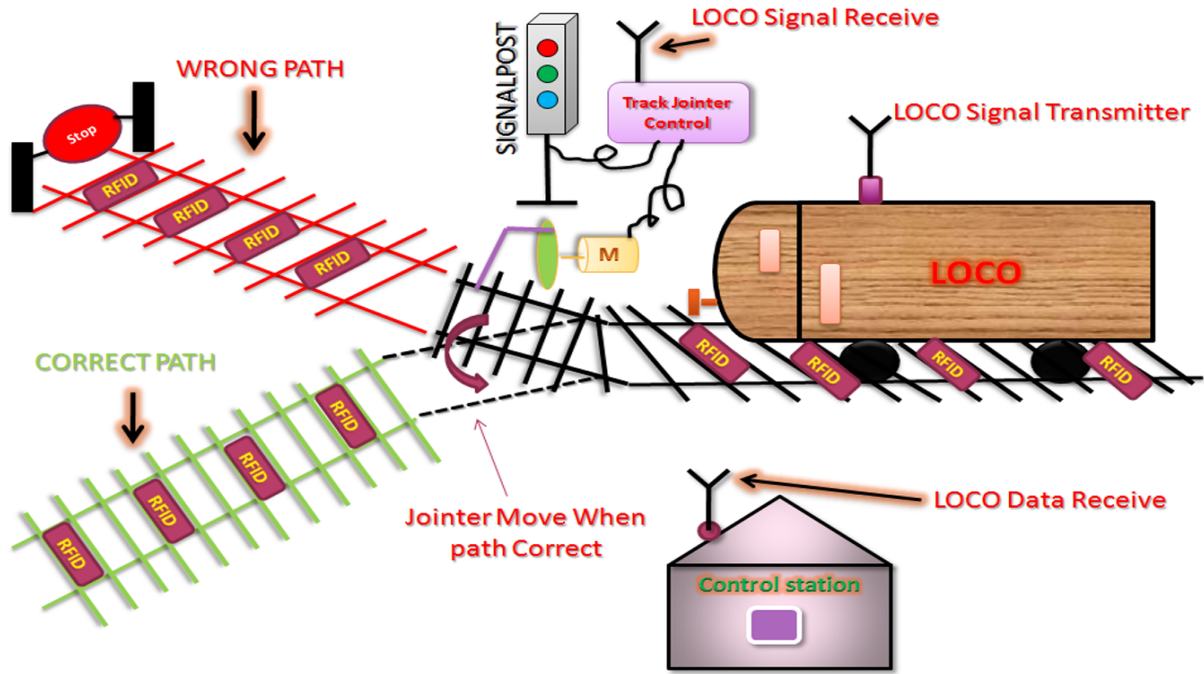 LOCO Signal Receive
SIGNALPOST
WRONG PATH
Track Jointer
Control
LOCO Signal Transmitter
Stop
RFID
RFID
RFID
RFID
M
LOCO
CORRECT PATH
RFID
RFID
RFID
RFID
RFID
RFID
RFID
RFID
Jointer Move When
path Correct
LOCO Data Receive
Control station